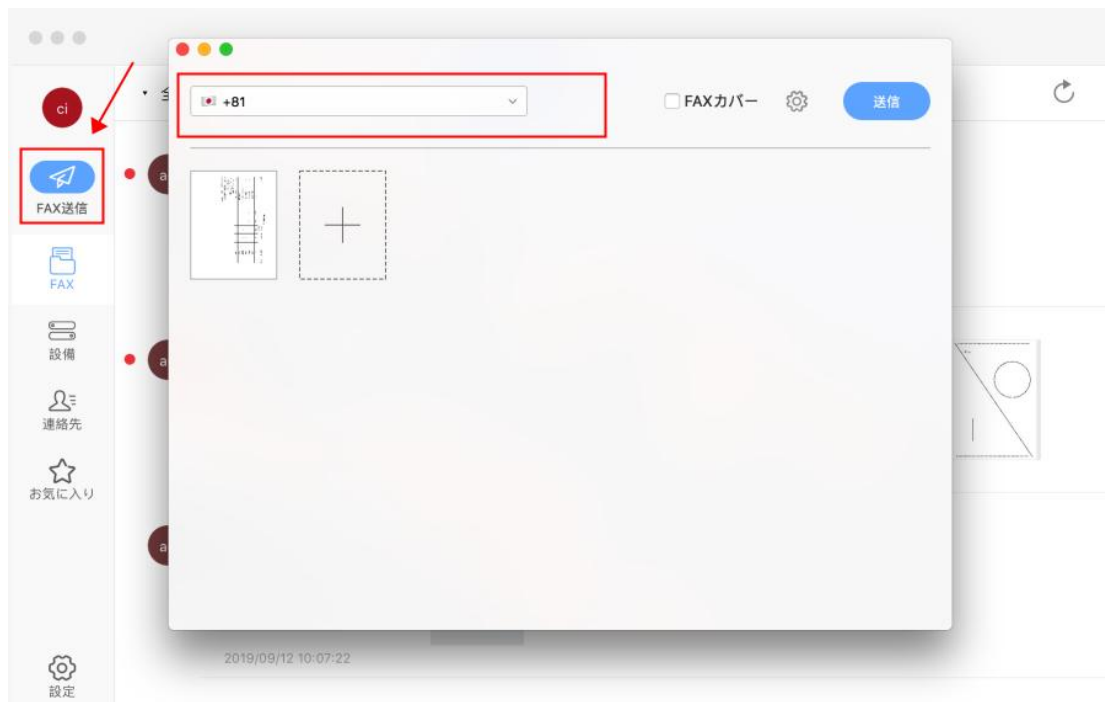 ci
+81
FAXカバー
送信
FAX送信
FAX
設備
連絡先
お気に入り
設定
a
a
a
2019/09/12 10:07:22